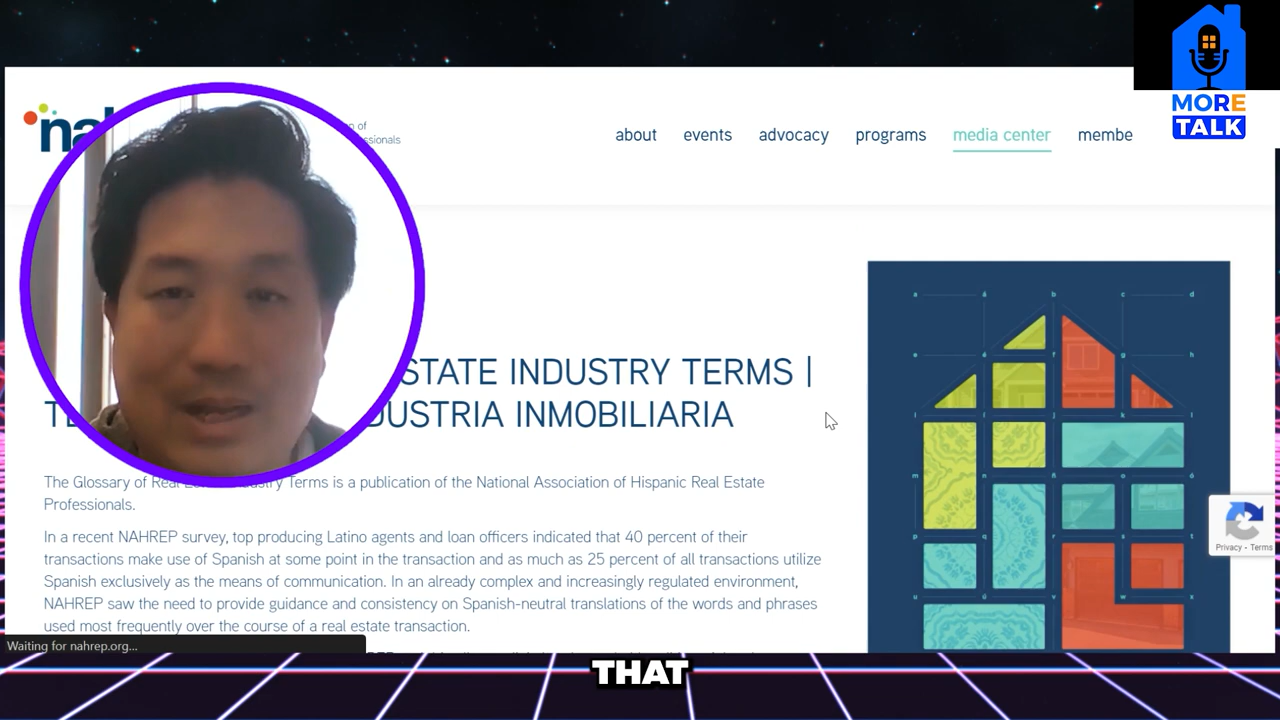 MORE
TALK
about events advocacy programs media center membe
STATE INDUSTRY TERMS |
DUSTRIA INMOBILIARIA
The Glossary of Industry Terms is a publication of the National Association of Hispanic Real Estate
Professionals.
In a recent NAHREP survey, top producing Latino agents and loan officers indicated that 40 percent of their
transactions make use of Spanish at some point in the transaction and as much as 25 percent of all transactions utilize
Spanish exclusively as the means of communication. In an already complex and increasingly regulated environment,
NAHREP saw the need to provide guidance and consistency on Spanish-neutral translations of the words and phrases
used most frequently over the course of a real estate transaction.
Privacy - Terms
Waiting for nahrep.org...
THAT